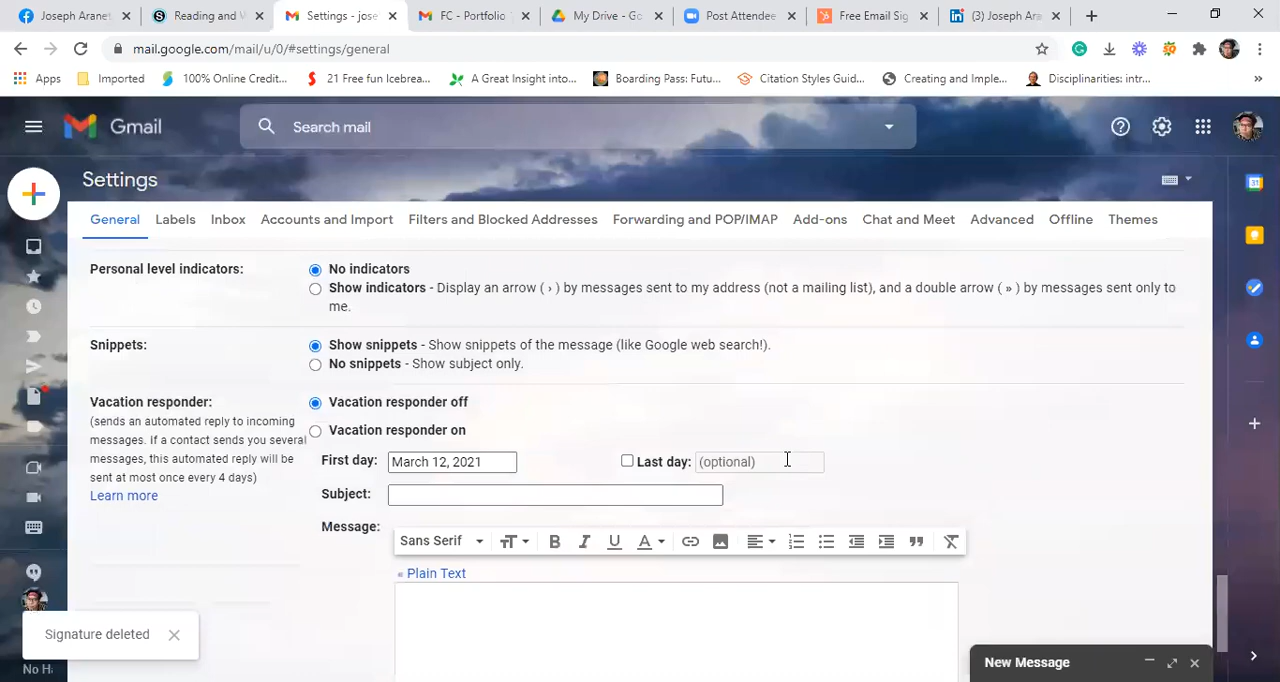 Joseph Aranet
Reading and V
Settings - jose
FC - Portfolio
My Drive - Go
Post Attendee
Free Email Sig
(3) Joseph Ara
mail.google.com/mail/u/0/#settings/general
Apps
Imported
100% Online Credit...
21 Free fun Icebrea...
A Great Insight into...
Boarding Pass: Futu...
Citation Styles Guid...
Creating and Imple...
Disciplinarities: intr...
»
Gmail
Search mail
Settings
General Labels Inbox Accounts and Import Filters and Blocked Addresses Forwarding and POP/IMAP Add-ons Chat and Meet Advanced Offline Themes
Personal level indicators:
No indicators
Show indicators - Display an arrow ( › ) by messages sent to my address (not a mailing list), and a double arrow ( » ) by messages sent only to
me.
Snippets:
Show snippets - Show snippets of the message (like Google web search!).
No snippets - Show subject only.
Vacation responder:
(sends an automated reply to incoming
messages. If a contact sends you several
messages, this automated reply will be
sent at most once every 4 days)
Learn more
Vacation responder off
Vacation responder on
First day: March 12, 2021
Last day: (optional)
Subject:
Message:
Sans Serif
« Plain Text
Signature deleted
No Ha
New Message